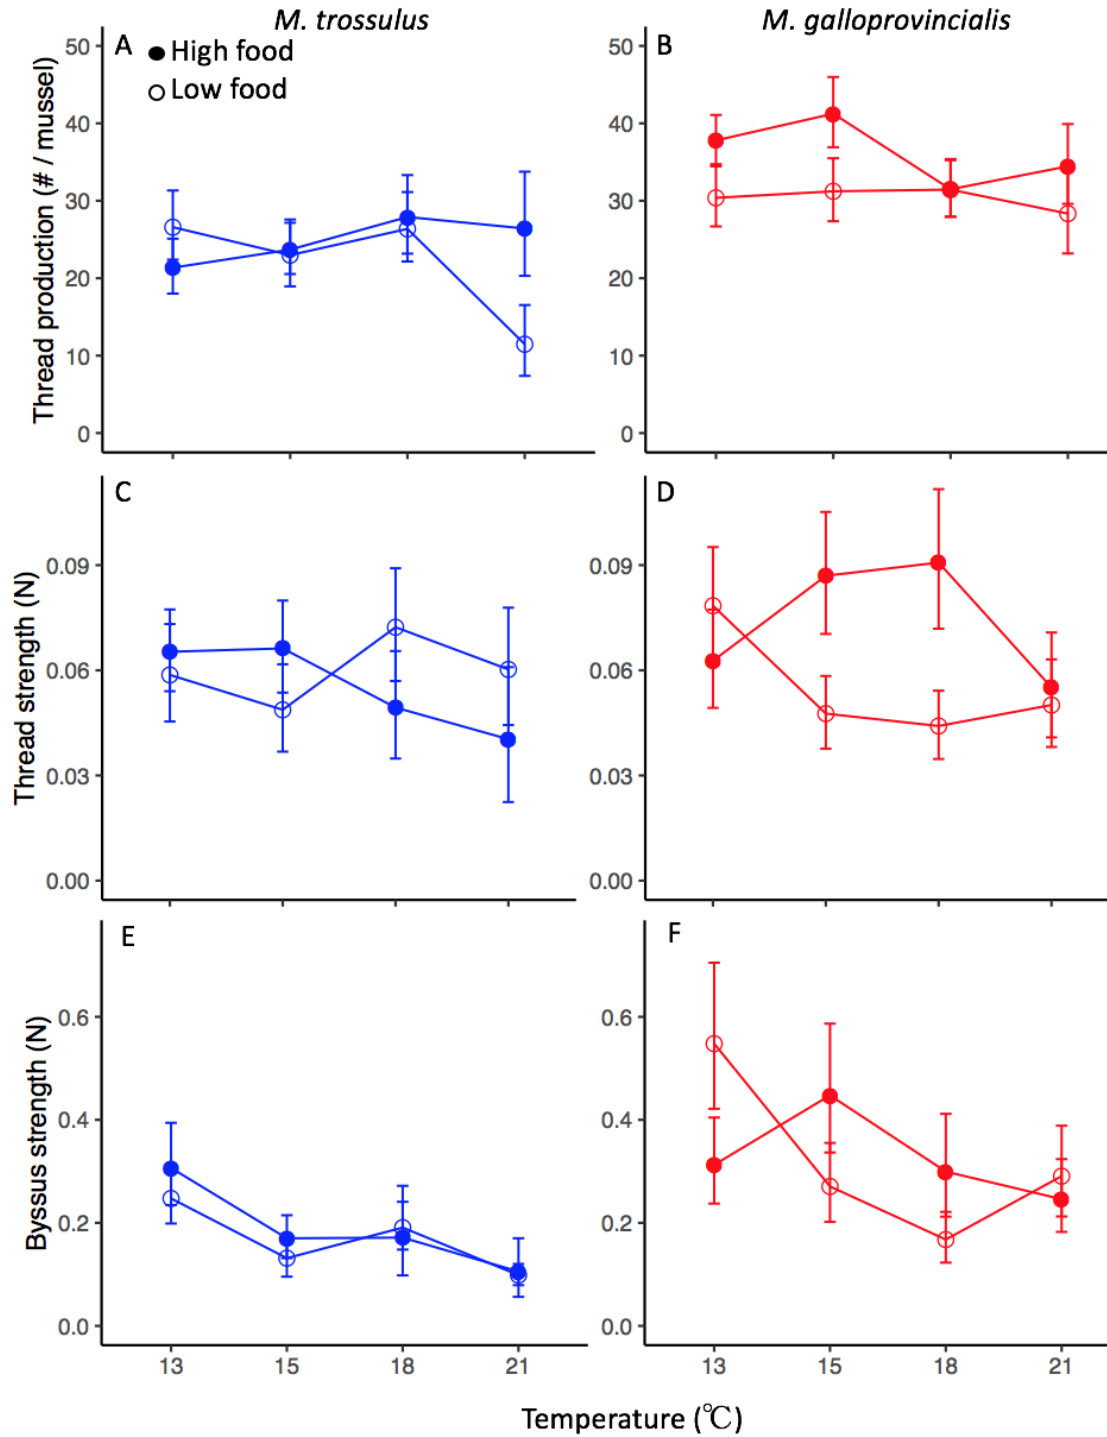 M. trossulus
M. galloprovincialis
A
High food
Low food
B
Thread production (# / mussel)
50
40
30
20
10
0
50
40
30
20
10
0
C
D
Thread strength (N)
0.09
0.06
0.03
0.00
0.09
0.06
0.03
0.00
E
F
Byssus strength (N)
0.6
0.4
0.2
0.0
0.6
0.4
0.2
0.0
13 15 18 21
13 15 18 21
Temperature (℃)